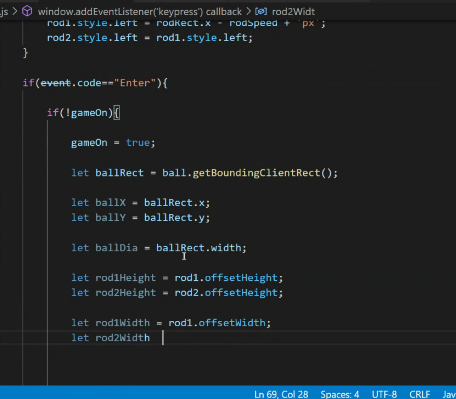 .js > window.addEventListener('keypress') callback > rod2Widt
rod1.style.left = rodRect.x - rodSpeed + 'px';
rod2.style.left = rod1.style.left;
}
if(event.code=="Enter"){
if(!gameOn){
gameOn = true;
let ballRect = ball.getBoundingClientRect();
let ballX = ballRect.x;
let ballY = ballRect.y;
let ballDia = ballRect.width;
let rod1Height = rod1.offsetHeight;
let rod2Height = rod2.offsetHeight;
let rod1Width = rod1.offsetWidth;
let rod2Width
Ln 69, Col 28 Spaces: 4 UTF-8 CRLF Jav